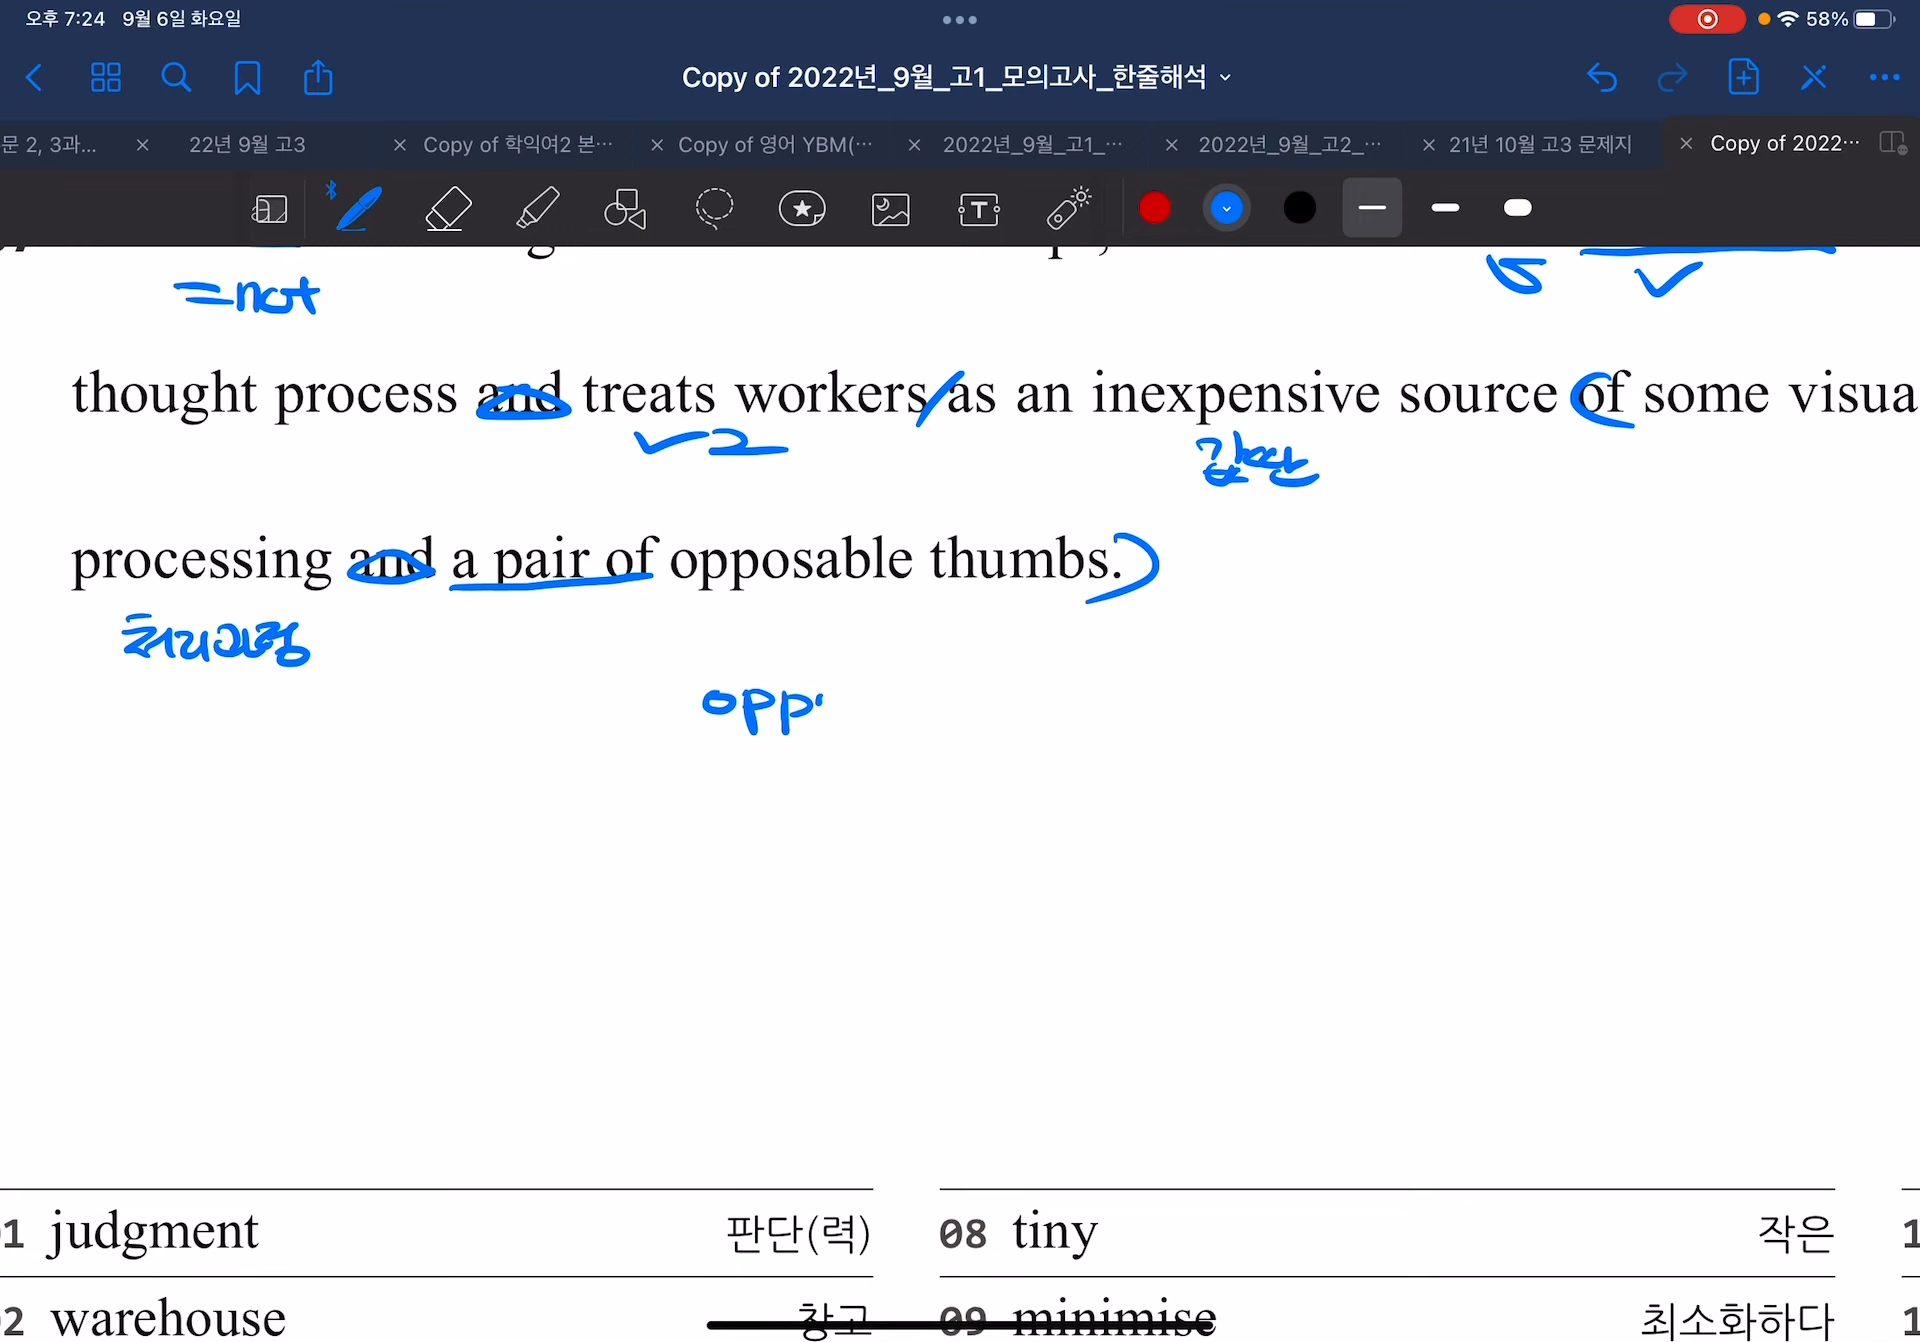 오후 7:24 9월 6일 화요일
58%
Copy of 2022년_9월_고1_모의고사_한줄해석
문 2, 3과...
22년 9월 고3
Copy of 학익여2 본...
Copy of 영어 YBM(...
2022년_9월_고1_...
2022년_9월_고2_...
21년 10월 고3 문제지
Copy of 2022...
=not
thought process and treats workers as an inexpensive source of some visua
2
값싼
processing and a pair of opposable thumbs.
처리과정
opp
01 judgment 판단(력)
08 tiny 작은
1
02 warehouse 창고
09 minimise 최소화하다
1